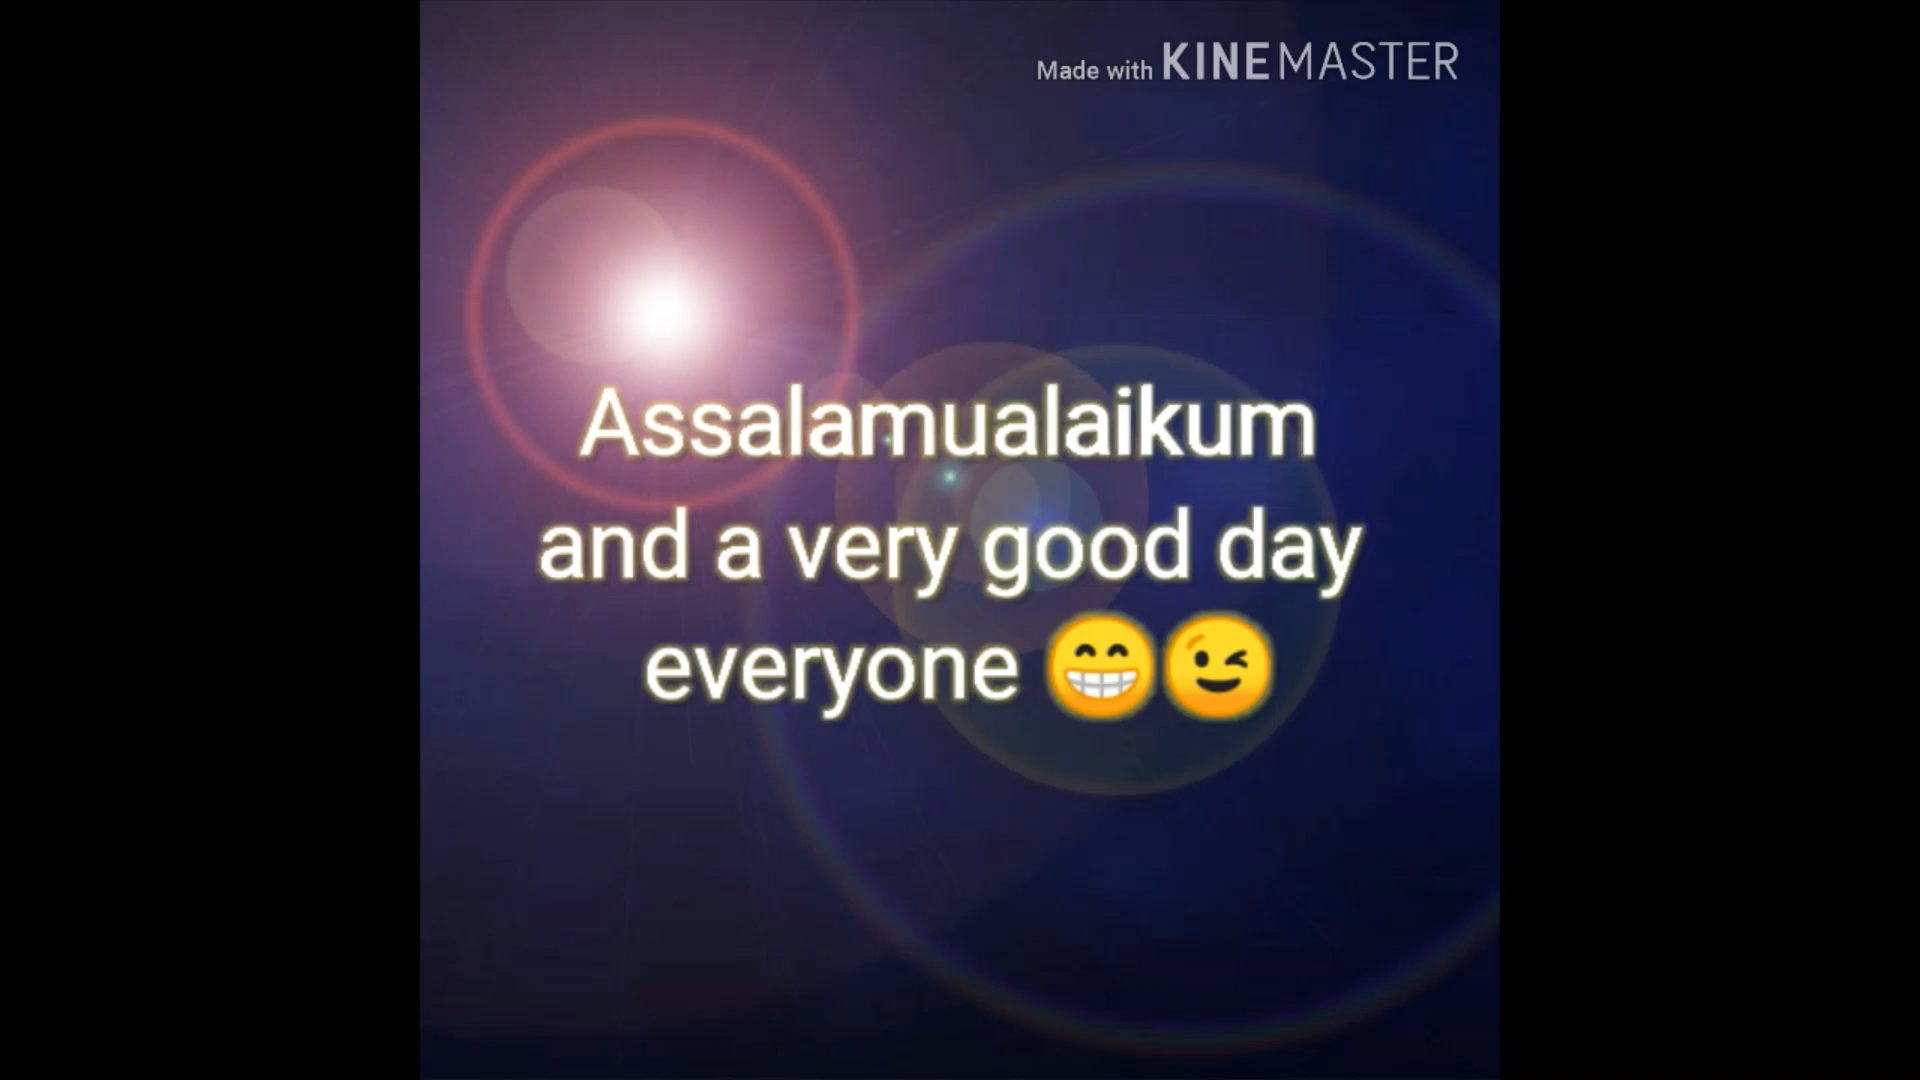 Made with KINEMASTER
Assalamualaikum
and a very good day
everyone 😁😉